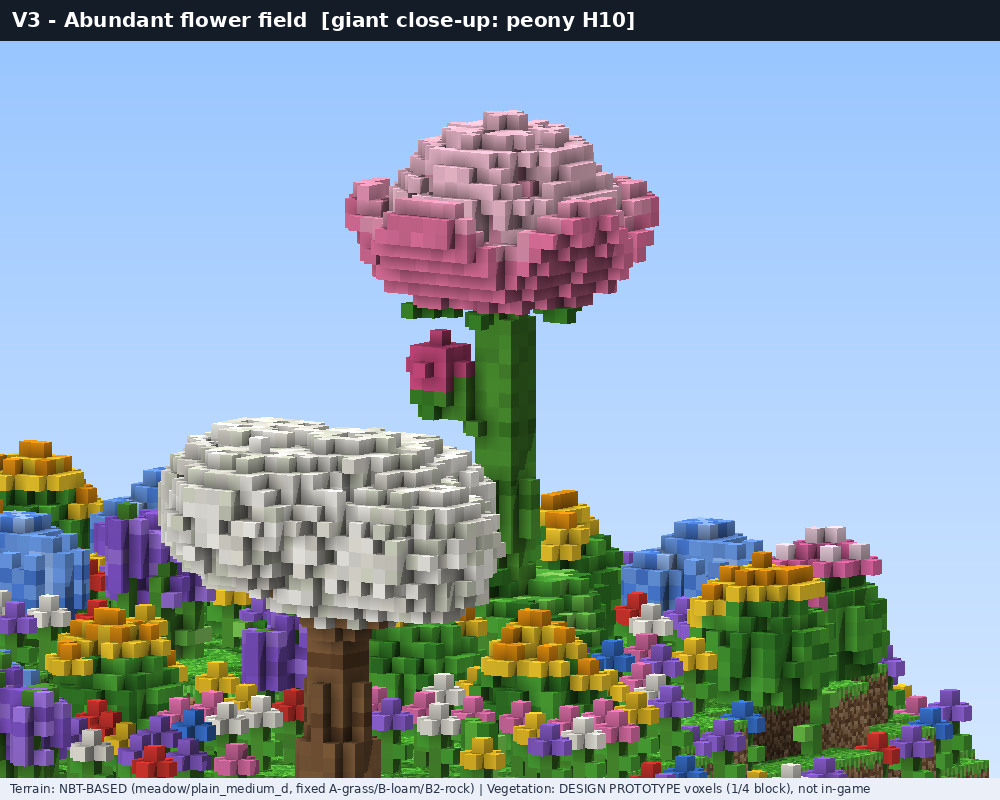 V3 - Abundant flower field  [giant close-up: peony H10]
Terrain: NBT-BASED (meadow/plain_medium_d, fixed A-grass/B-loam/B2-rock) | Vegetation: DESIGN PROTOTYPE voxels (1/4 block), not in-game